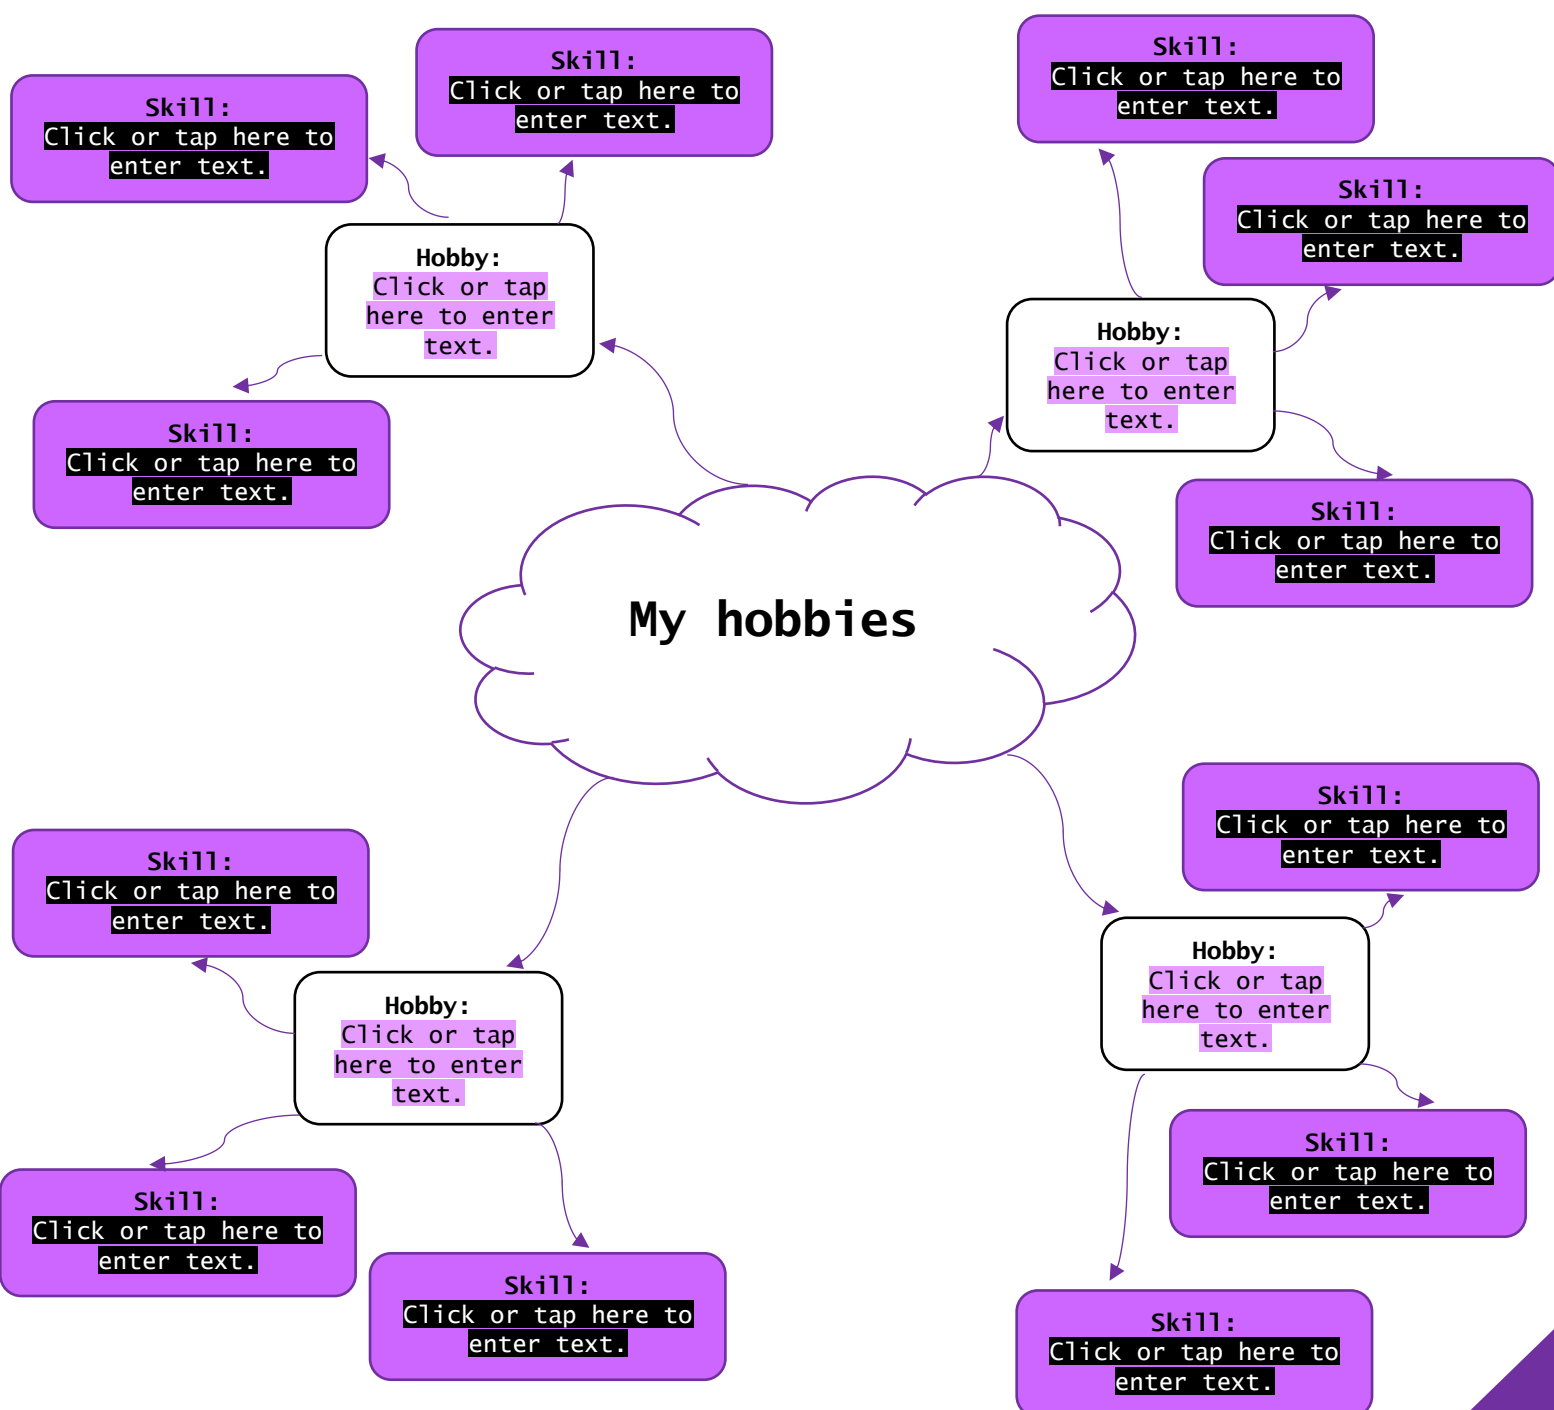 Skill:
Click or tap here to
enter text.
Skill:
Click or tap here to
enter text.
Hobby:
Click or tap
here to enter
text.
Skill:
Click or tap here to
enter text.
Skill:
Click or tap here to
enter text.
Skill:
Click or tap here to
enter text.
Hobby:
Click or tap
here to enter
text.
Skill:
Click or tap here to
enter text.
My hobbies
Skill:
Click or tap here to
enter text.
Hobby:
Click or tap
here to enter
text.
Skill:
Click or tap here to
enter text.
Skill:
Click or tap here to
enter text.
Skill:
Click or tap here to
enter text.
Hobby:
Click or tap
here to enter
text.
Skill:
Click or tap here to
enter text.
Skill:
Click or tap here to
enter text.